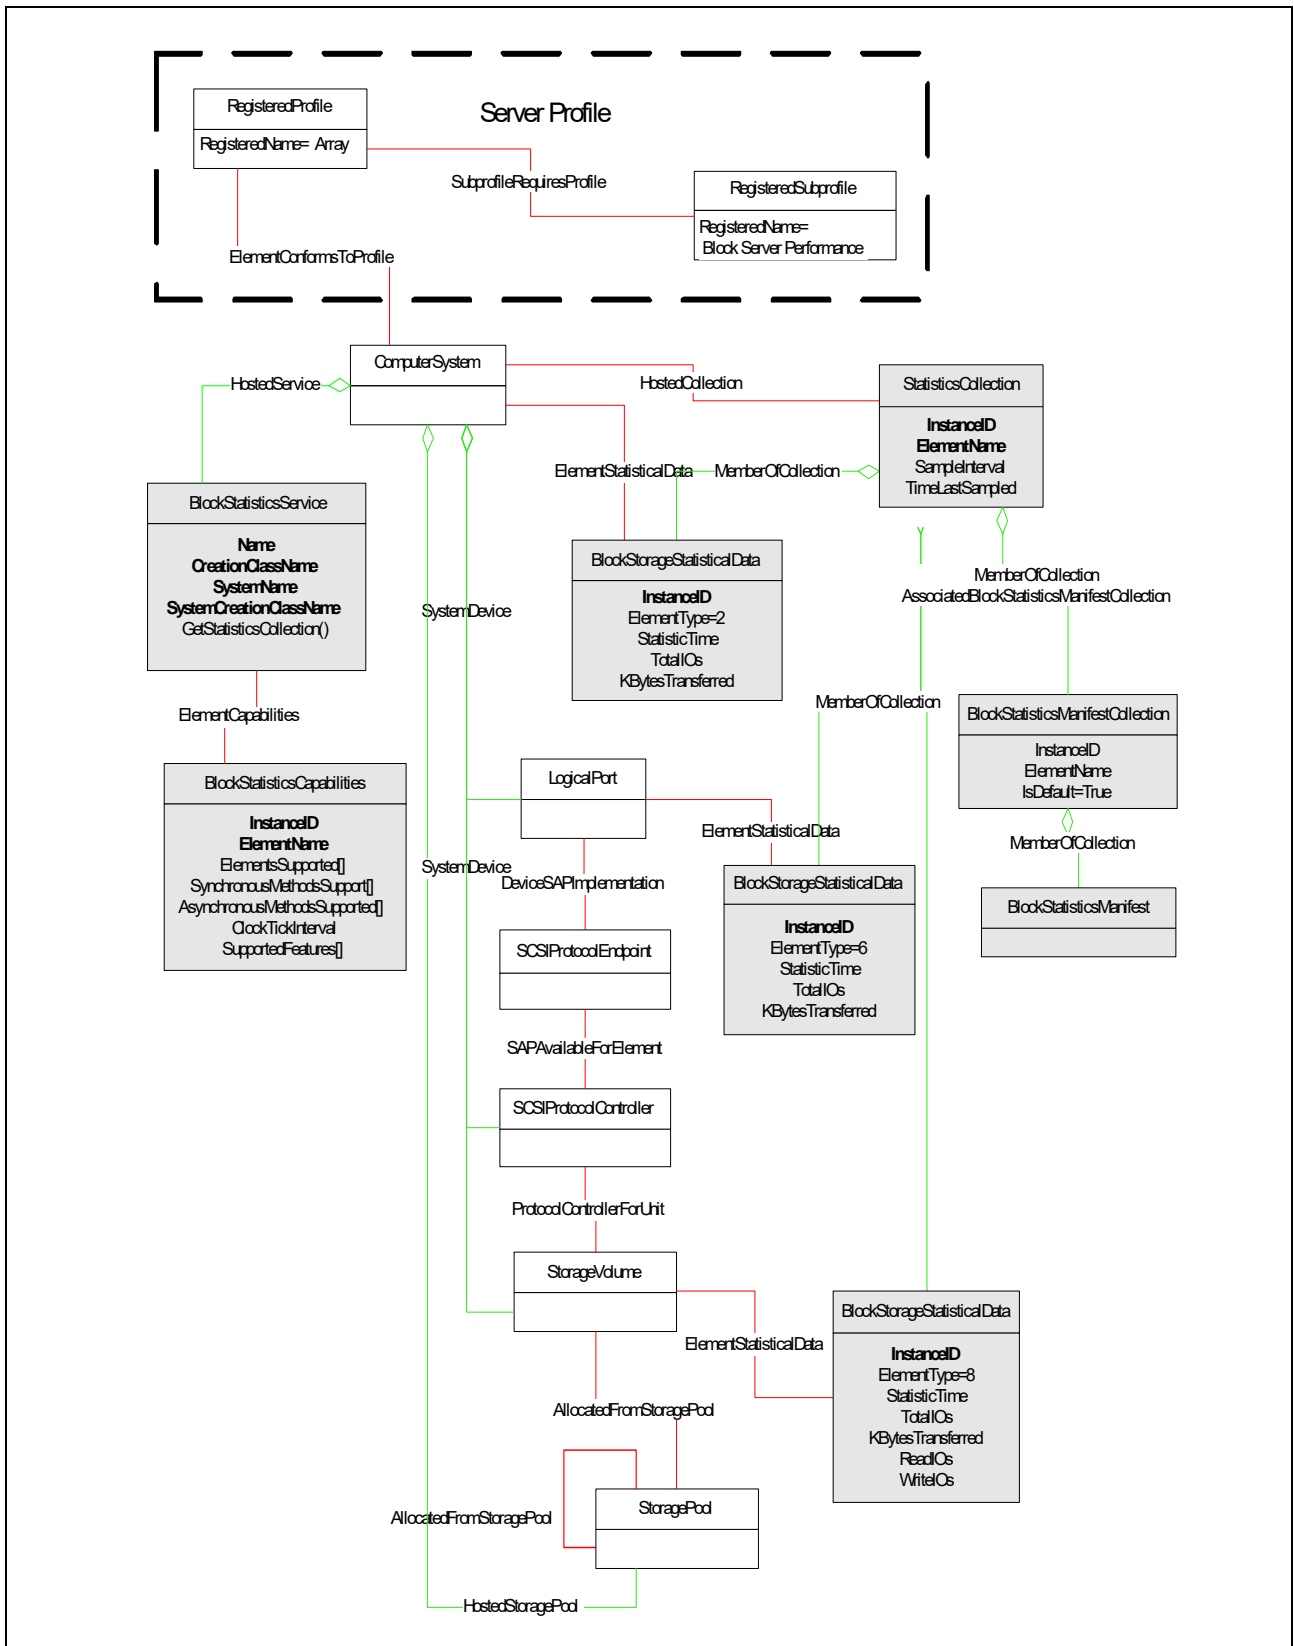 Server Profile
RegisteredProfile
RegisteredName= Array
SubprofileRequiresProfile
RegisteredSubprofile
RegisteredName=
Block Server Performance
ElementConformsToProfile
ComputerSystem
HostedService
HostedCollection
StatisticsCollection
InstanceID
ElementName
SampleInterval
TimeLastSampled
ElementStatisticalData
MemberOfCollection
BlockStatisticsService
Name
CreationClassName
SystemName
SystemCreationClassName
GetStatisticsCollection()
BlockStorageStatisticalData
InstanceID
ElementType=2
StatisticTime
TotalIOs
KBytesTransferred
SystemDevice
MemberOfCollection
AssociatedBlockStatisticsManifestCollection
MemberOfCollection
ElementCapabilities
BlockStatisticsManifestCollection
InstanceID
ElementName
IsDefault=True
BlockStatisticsCapabilities
InstanceID
ElementName
ElementsSupported[]
SynchronousMethodsSupport[]
AsynchronousMethodsSupported[]
ClockTickInterval
SupportedFeatures[]
LogicalPort
ElementStatisticalData
MemberOfCollection
SystemDevice
DeviceSAPImplementation
BlockStorageStatisticalData
InstanceID
ElementType=6
StatisticTime
TotalIOs
KBytesTransferred
BlockStatisticsManifest
SCSIProtocolEndpoint
SAPAvailableForElement
SCSIProtocolController
ProtocolControllerForUnit
StorageVolume
ElementStatisticalData
BlockStorageStatisticalData
InstanceID
ElementType=8
StatisticTime
TotalIOs
KBytesTransferred
ReadIOs
WriteIOs
AllocatedFromStoragePool
StoragePool
AllocatedFromStoragePool
HostedStoragePool